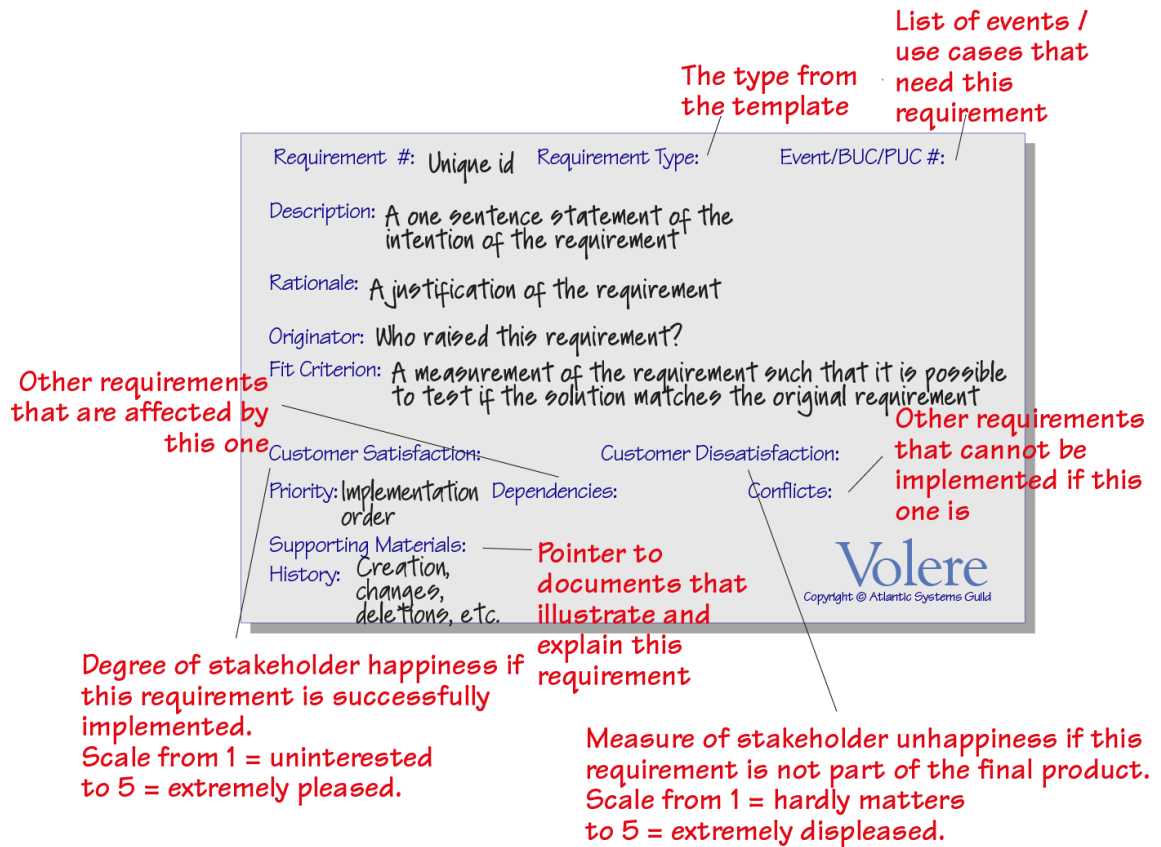 List of events /
use cases that
need this
requirement
The type from
the template
Requirement #: Unique id Requirement Type: Event/BUC/PUC #:
Description: A one sentence statement of the
intention of the requirement
Rationale: A justification of the requirement
Originator: Who raised this requirement?
Fit Criterion: A measurement of the requirement such that it is possible
to test if the solution matches the original requirement
Other requirements
that are affected by
this one
Other requirements
that cannot be
implemented if this
one is
Customer Satisfaction: Customer Dissatisfaction:
Priority: Implementation
order
Dependencies: Conflicts:
Supporting Materials:
History: Creation,
changes,
deletions, etc.
Pointer to
documents that
illustrate and
explain this
requirement
Volere
Copyright © Atlantic Systems Guild
Degree of stakeholder happiness if
this requirement is successfully
implemented.
Scale from 1 = uninterested
to 5 = extremely pleased.
Measure of stakeholder unhappiness if this
requirement is not part of the final product.
Scale from 1 = hardly matters
to 5 = extremely displeased.